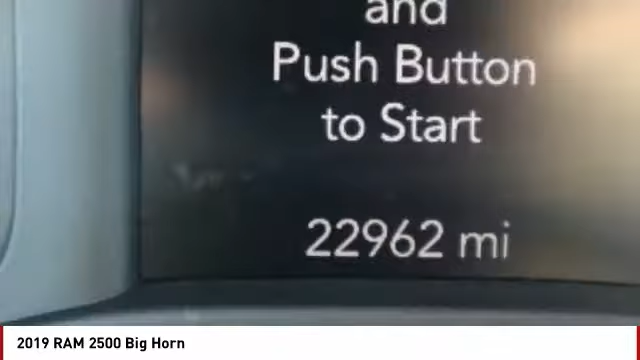 and
Push Button
to Start
22962 mi
2019 RAM 2500 Big Horn